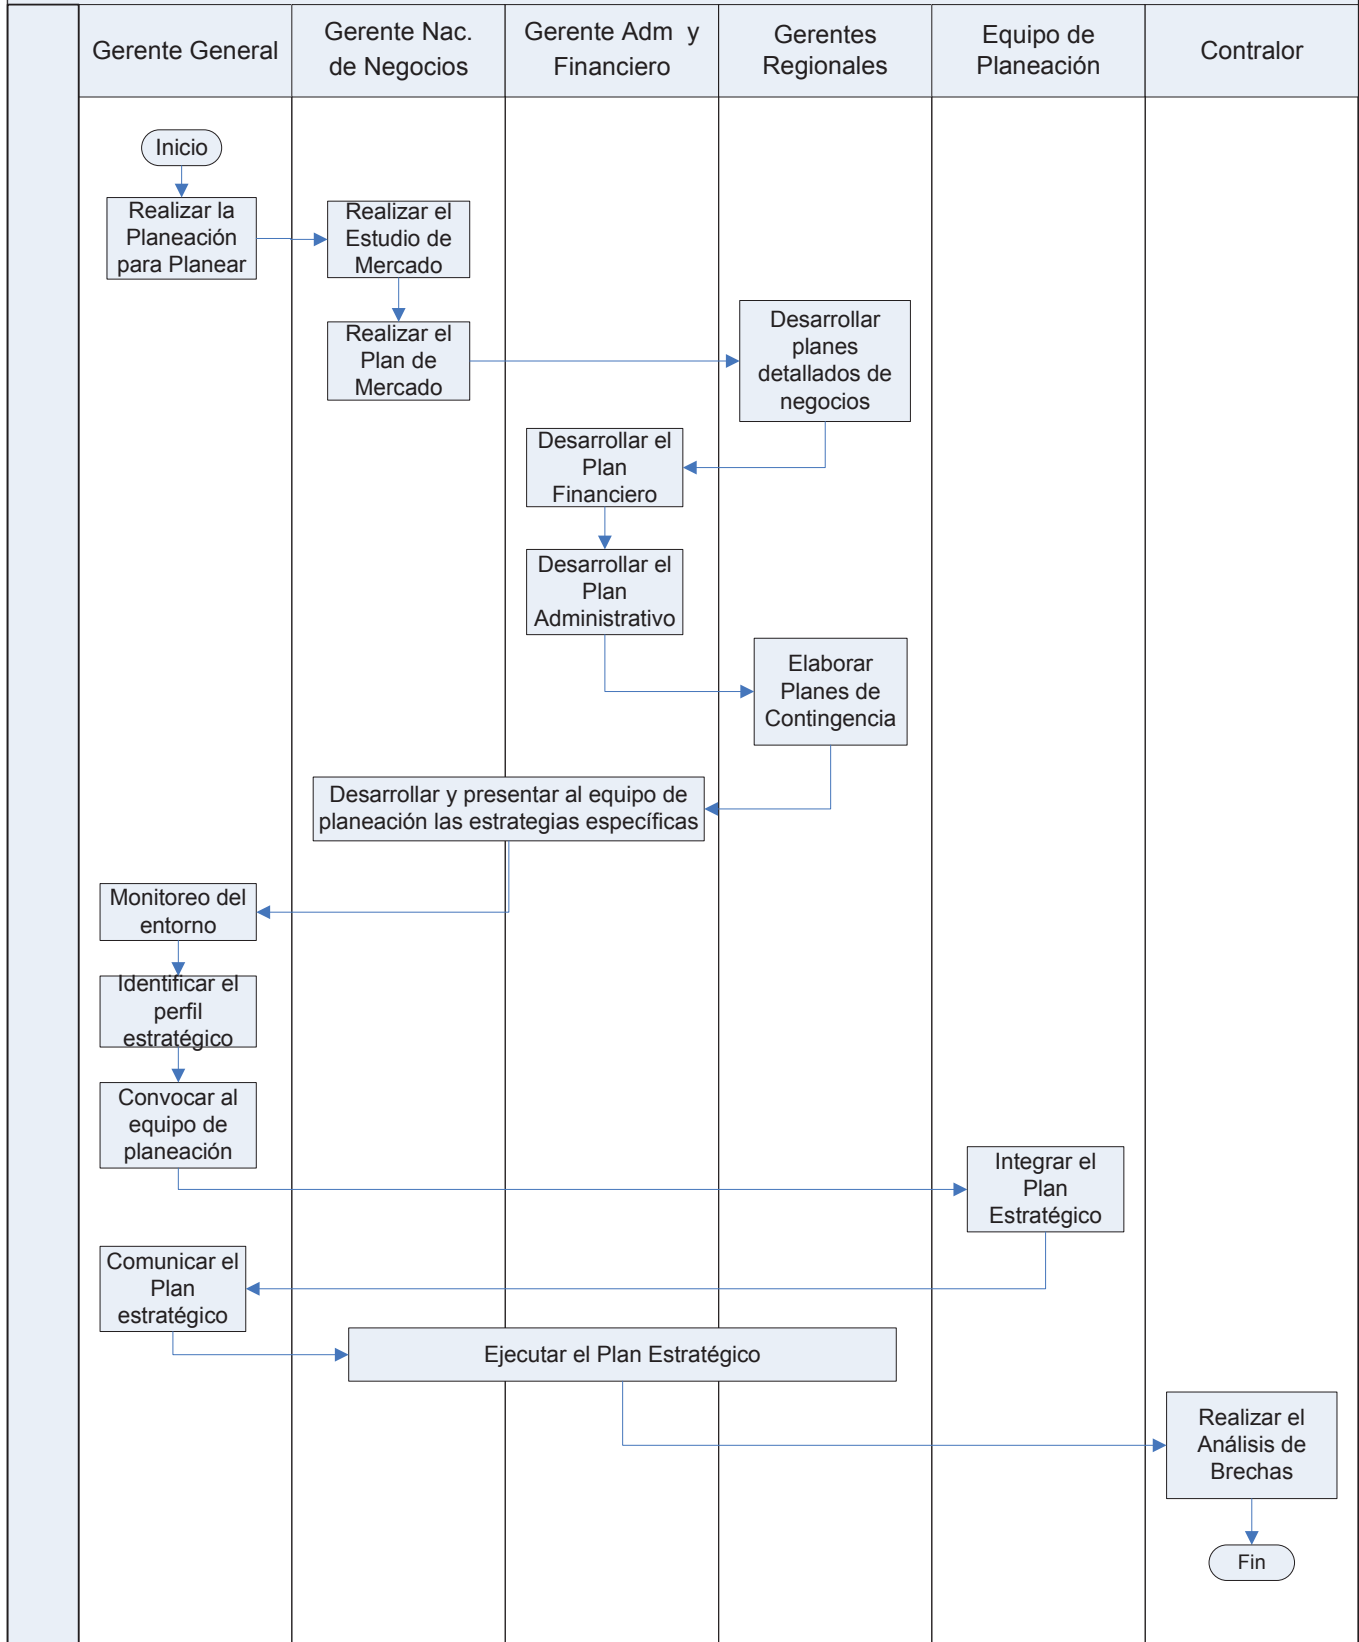 Gerente General
Gerente Nac.
de Negocios
Gerente Adm y
Financiero
Gerentes
Regionales
Equipo de
Planeación
Contralor
Inicio
Realizar la
Planeación
para Planear
Realizar el
Estudio de
Mercado
Realizar el
Plan de
Mercado
Desarrollar
planes
detallados de
negocios
Desarrollar el
Plan
Financiero
Desarrollar el
Plan
Administrativo
Elaborar
Planes de
Contingencia
Desarrollar y presentar al equipo de
planeación las estrategias específicas
Monitoreo del
entorno
Identificar el
perfil
estratégico
Convocar al
equipo de
planeación
Integrar el
Plan
Estratégico
Comunicar el
Plan
estratégico
Ejecutar el Plan Estratégico
Realizar el
Análisis de
Brechas
Fin